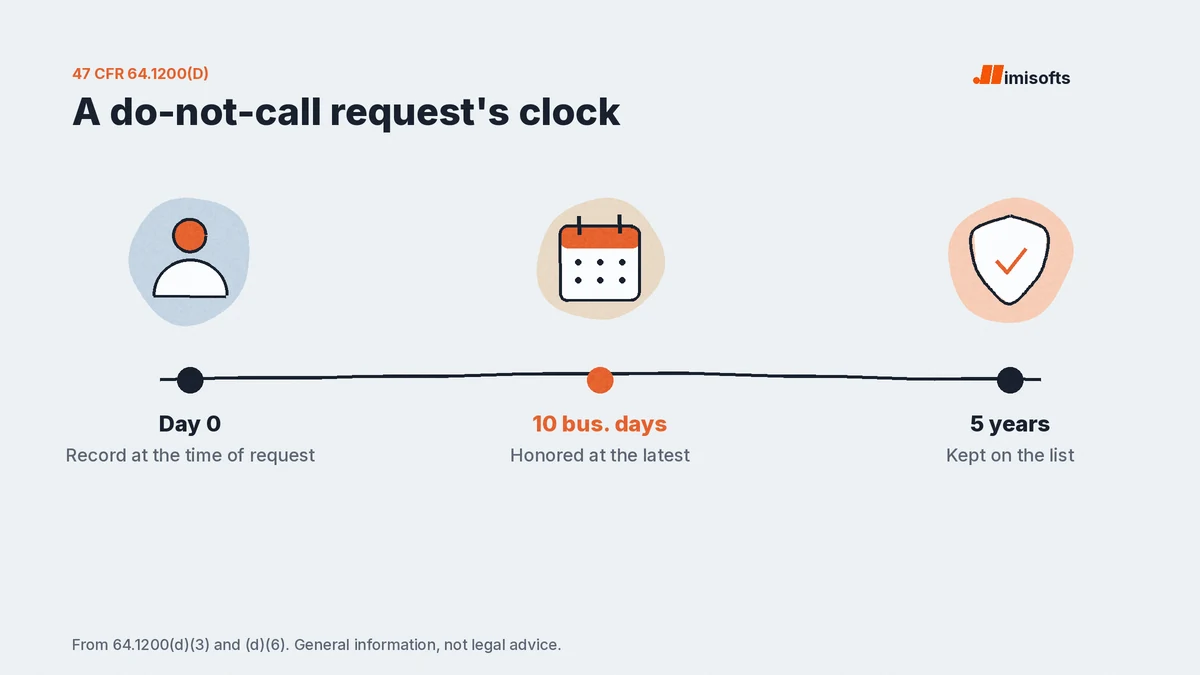 47 CFR 64.1200(D)
imisofts
A do-not-call request's clock
Day 0
Record at the time of request
10 bus. days
Honored at the latest
5 years
Kept on the list
From 64.1200(d)(3) and (d)(6). General information, not legal advice.